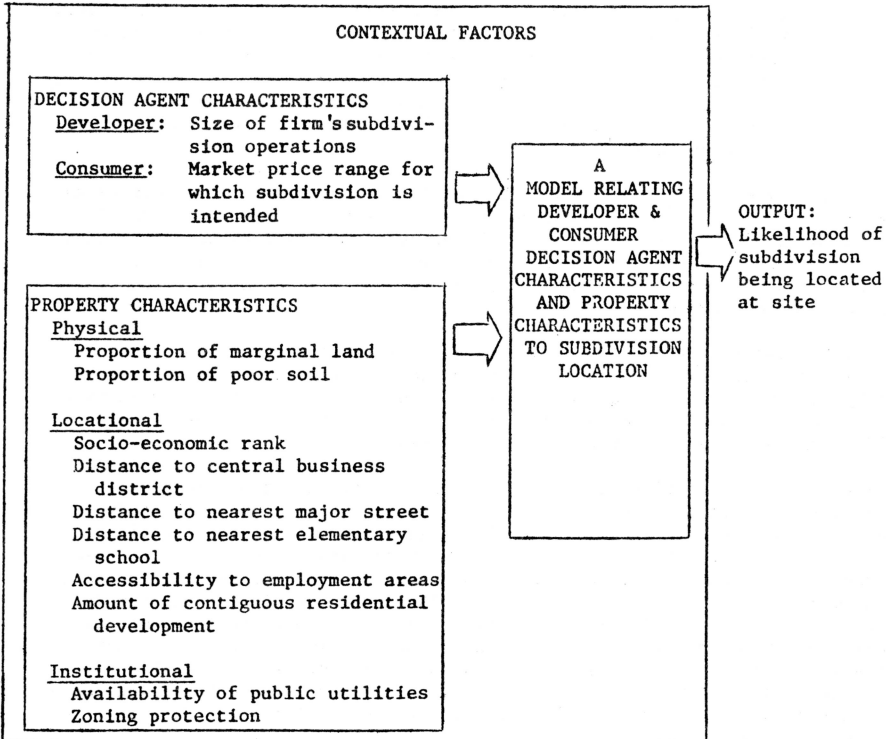 CONTEXTUAL FACTORS
DECISION AGENT CHARACTERISTICS
Developer: Size of firm's subdivi-
sion operations
Consumer: Market price range for
which subdivision is
intended
PROPERTY CHARACTERISTICS
Physical
Proportion of marginal land
Proportion of poor soil
Locational
Socio-economic rank
Distance to central business
district
Distance to nearest major street
Distance to nearest elementary
school
Accessibility to employment areas
Amount of contiguous residential
development
Institutional
Availability of public utilities
Zoning protection
A
MODEL RELATING
DEVELOPER &
CONSUMER
DECISION AGENT
CHARACTERISTICS
AND PROPERTY
CHARACTERISTICS
TO SUBDIVISION
LOCATION
OUTPUT:
Likelihood of
subdivision
being located
at site